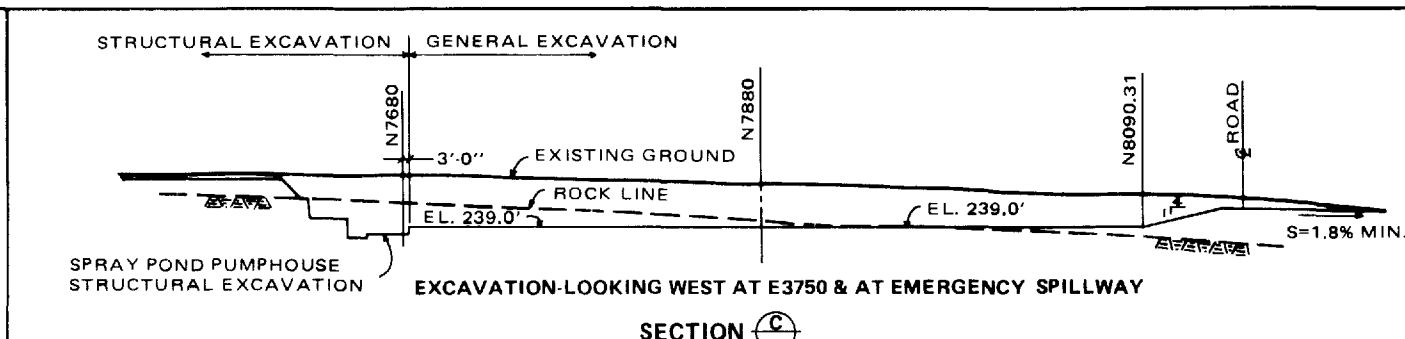 STRUCTURAL EXCAVATION
GENERAL EXCAVATION
N7680
3'-0"
EXISTING GROUND
ROCK LINE
EL. 239.0'
N7880
EL. 239.0'
N8090.31
℄ ROAD
1
S=1.8% MIN.
SPRAY POND PUMPHOUSE
STRUCTURAL EXCAVATION
EXCAVATION-LOOKING WEST AT E3750 & AT EMERGENCY SPILLWAY
SECTION C